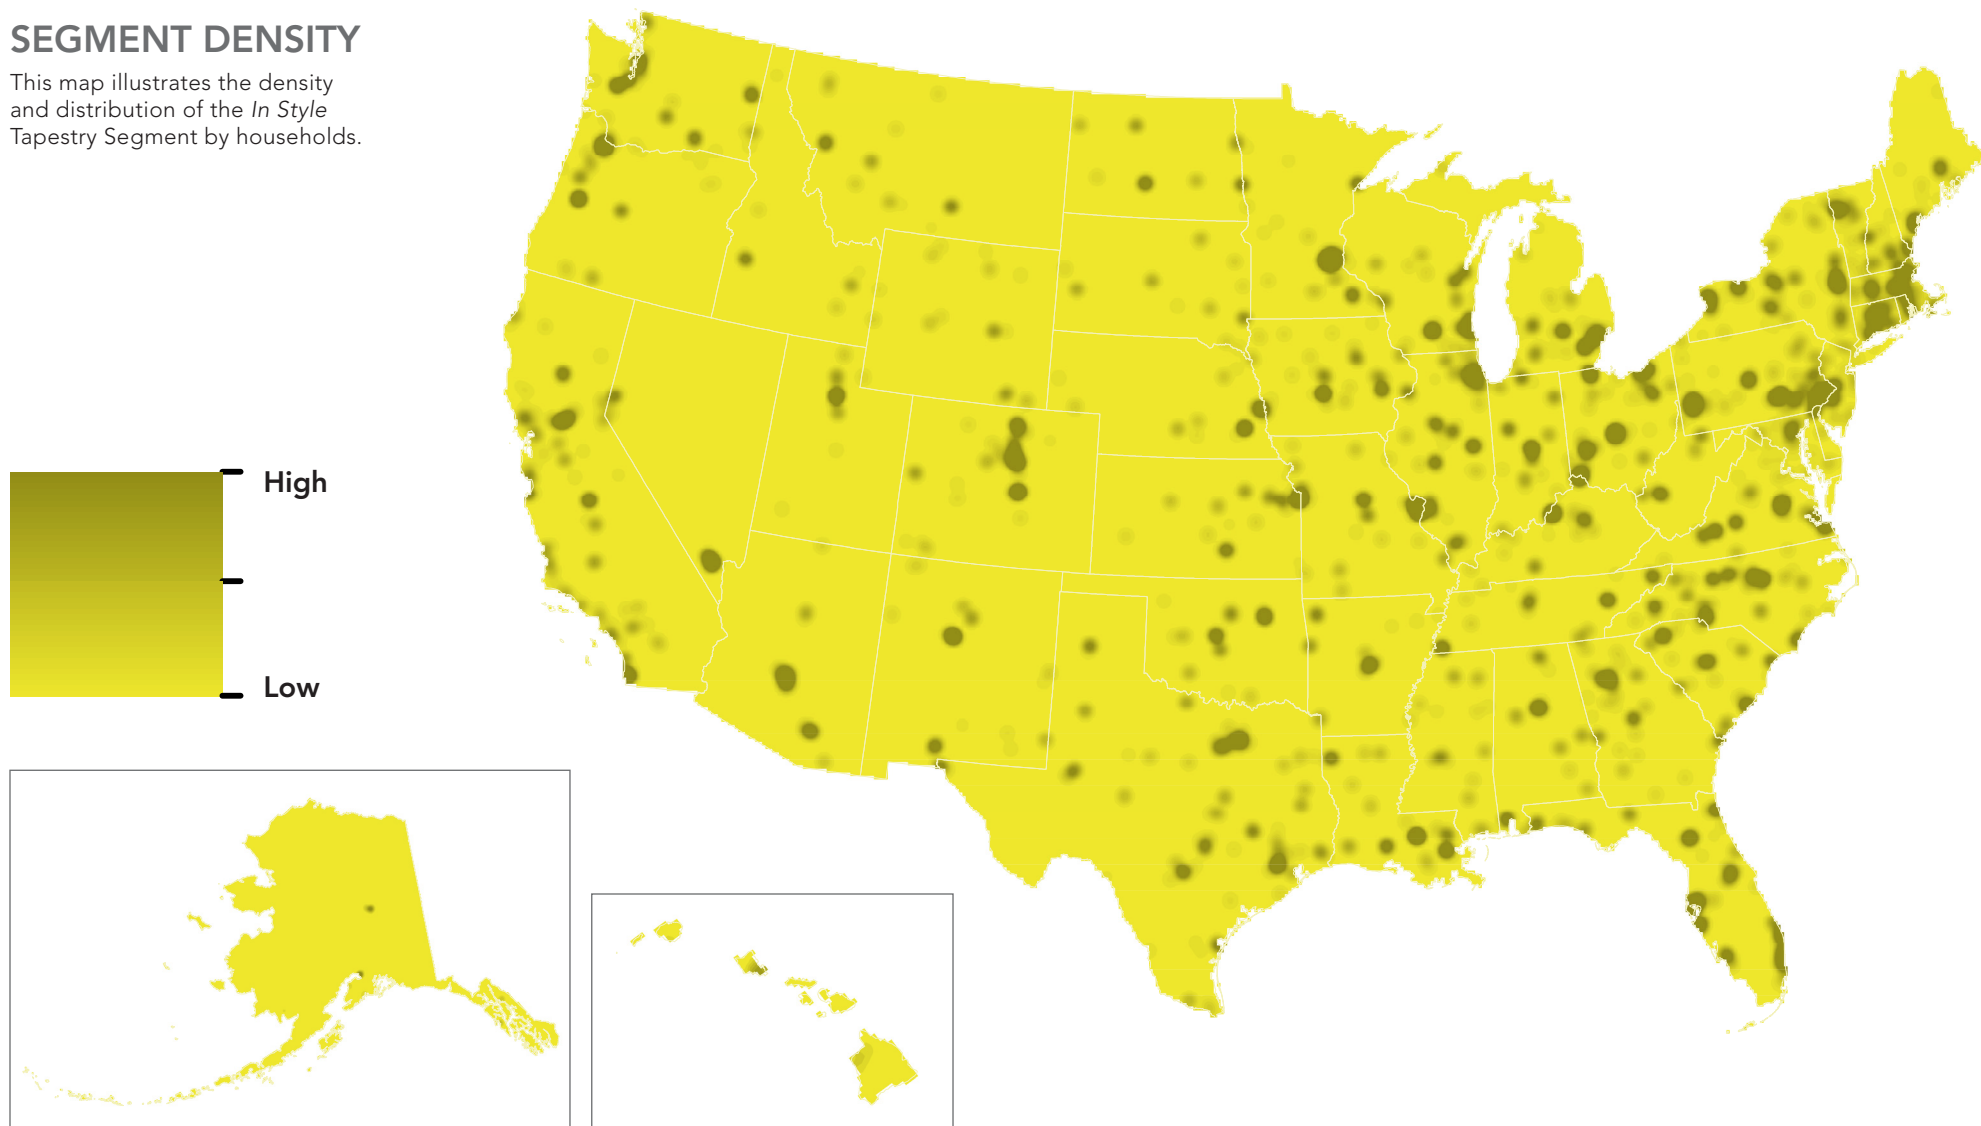 SEGMENT DENSITY
This map illustrates the density
and distribution of the In Style
Tapestry Segment by households.
High
Low